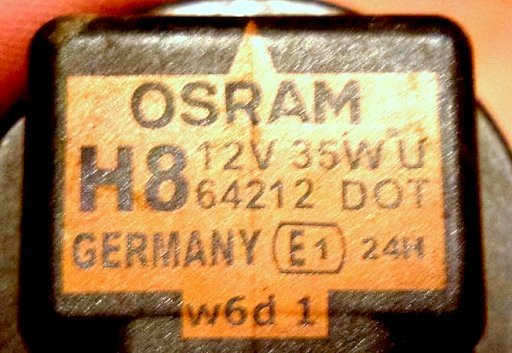 OSRAM
H8 12V 35W U
64212 DOT
GERMANY E1 24H
w6d 1